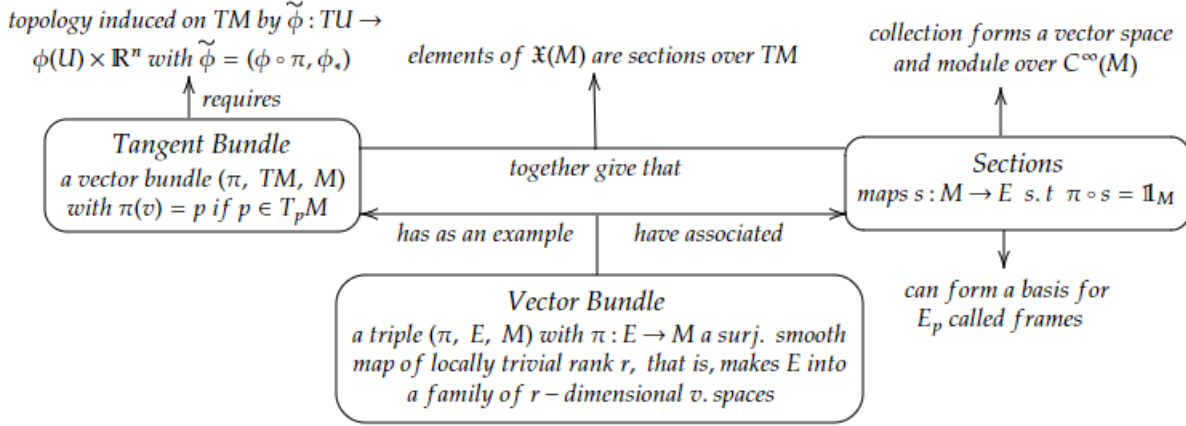 topology induced on TM by φ̃ : TU →
φ(U) × ℝⁿ with φ̃ = (φ ∘ π, φ⁎)
requires
elements of 𝔛(M) are sections over TM
collection forms a vector space
and module over C^∞(M)
Tangent Bundle
a vector bundle (π, TM, M)
with π(v) = p if p ∈ T_pM
together give that
Sections
maps s : M → E s.t π ∘ s = 𝟙_M
has as an example
have associated
can form a basis for
E_p called frames
Vector Bundle
a triple (π, E, M) with π : E → M a surj. smooth
map of locally trivial rank r, that is, makes E into
a family of r − dimensional v. spaces